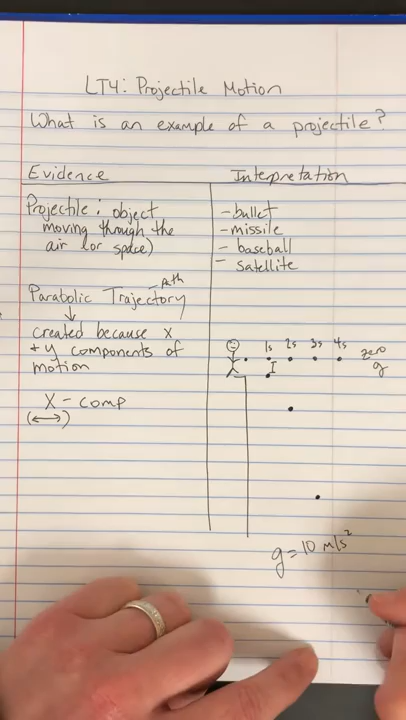 LT4: Projectile Motion
What is an example of a projectile?
Evidence
Interpretation
Projectile: object
moving through the
air (or space)
- bullet
- missile
- baseball
- satellite
Parabolic Trajectory - path
created because x
+ y components of
motion
1s 2s 3s 4s zero
g
X - comp
(↔)
g = 10 m/s²